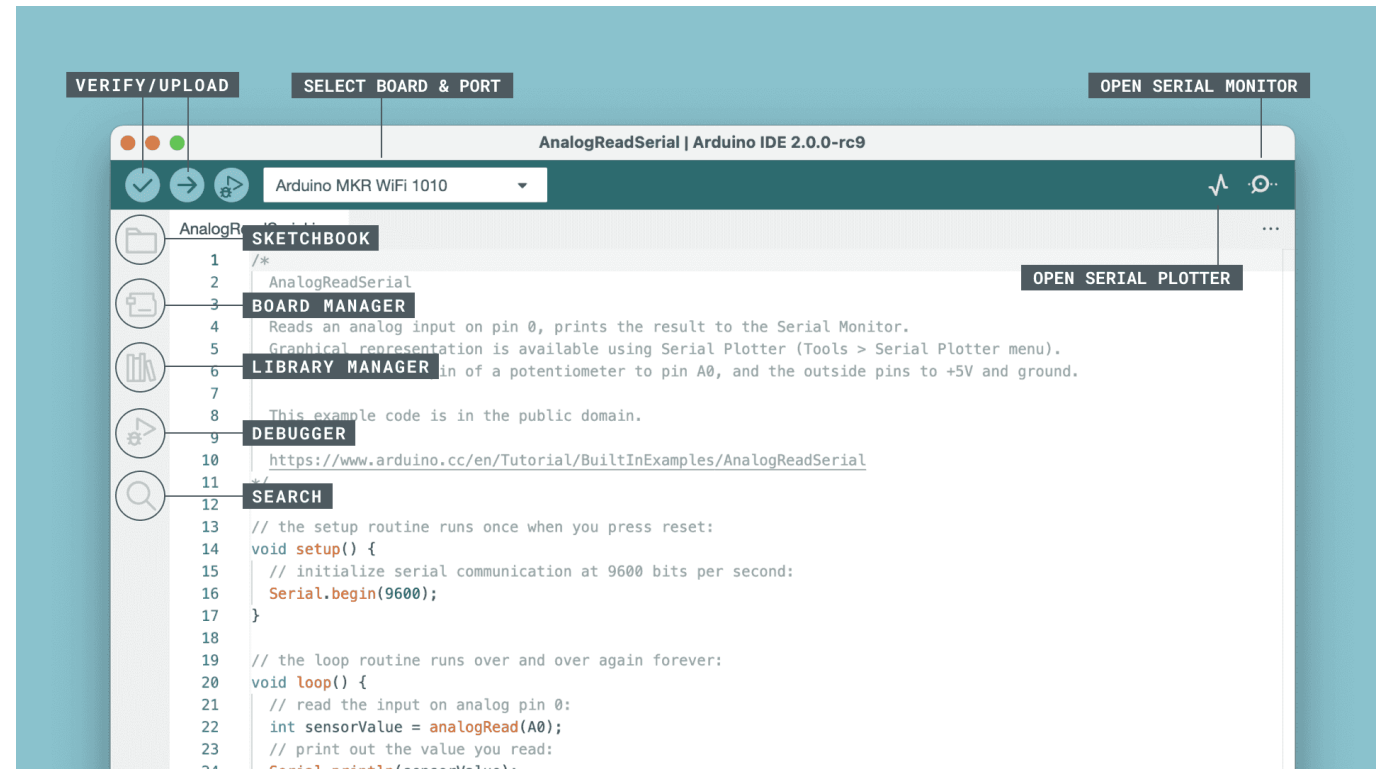 VERIFY/UPLOAD
SELECT BOARD & PORT
OPEN SERIAL MONITOR
AnalogReadSerial | Arduino IDE 2.0.0-rc9
Arduino MKR WiFi 1010
...
SKETCHBOOK
1 /*
OPEN SERIAL PLOTTER
2 AnalogReadSerial
3
BOARD MANAGER
4 Reads an analog input on pin 0, prints the result to the Serial Monitor.
5 Graphical representation is available using Serial Plotter (Tools > Serial Plotter menu).
LIBRARY MANAGER
6 of a potentiometer to pin A0, and the outside pins to +5V and ground.
7
8 This example code is in the public domain.
DEBUGGER
9
10 https://www.arduino.cc/en/Tutorial/BuiltInExamples/AnalogReadSerial
11 */
SEARCH
12
13 // the setup routine runs once when you press reset:
14 void setup() {
15 // initialize serial communication at 9600 bits per second:
16 Serial.begin(9600);
17 }
18
19 // the loop routine runs over and over again forever:
20 void loop() {
21 // read the input on analog pin 0:
22 int sensorValue = analogRead(A0);
23 // print out the value you read: